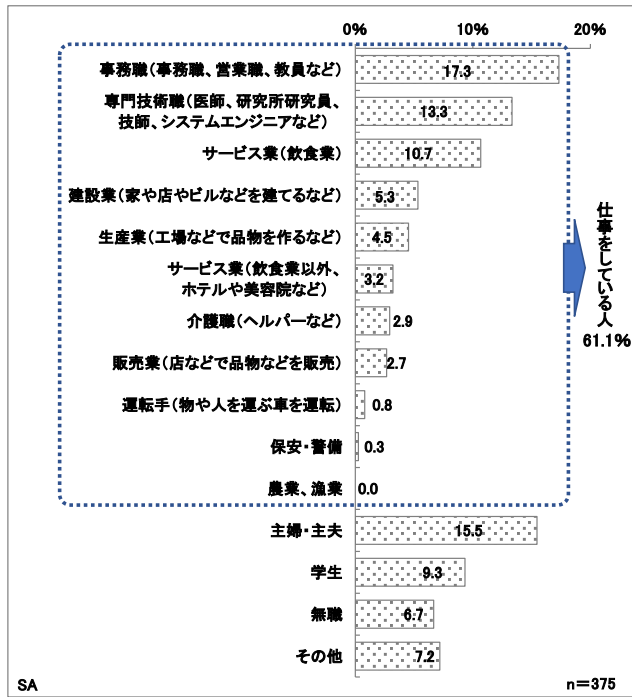 0% 10% 20%
事務職(事務職、営業職、教員など) 17.3
専門技術職(医師、研究所研究員、
技師、システムエンジニアなど) 13.3
サービス業(飲食業) 10.7
建設業(家や店やビルなどを建てるなど) 5.3
生産業(工場などで品物を作るなど) 4.5
サービス業(飲食業以外、
ホテルや美容院など) 3.2
介護職(ヘルパーなど) 2.9
販売業(店などで品物などを販売) 2.7
運転手(物や人を運ぶ車を運転) 0.8
保安・警備 0.3
農業、漁業 0.0
仕事をしている人
61.1%
主婦・主夫 15.5
学生 9.3
無職 6.7
その他 7.2
SA n=375